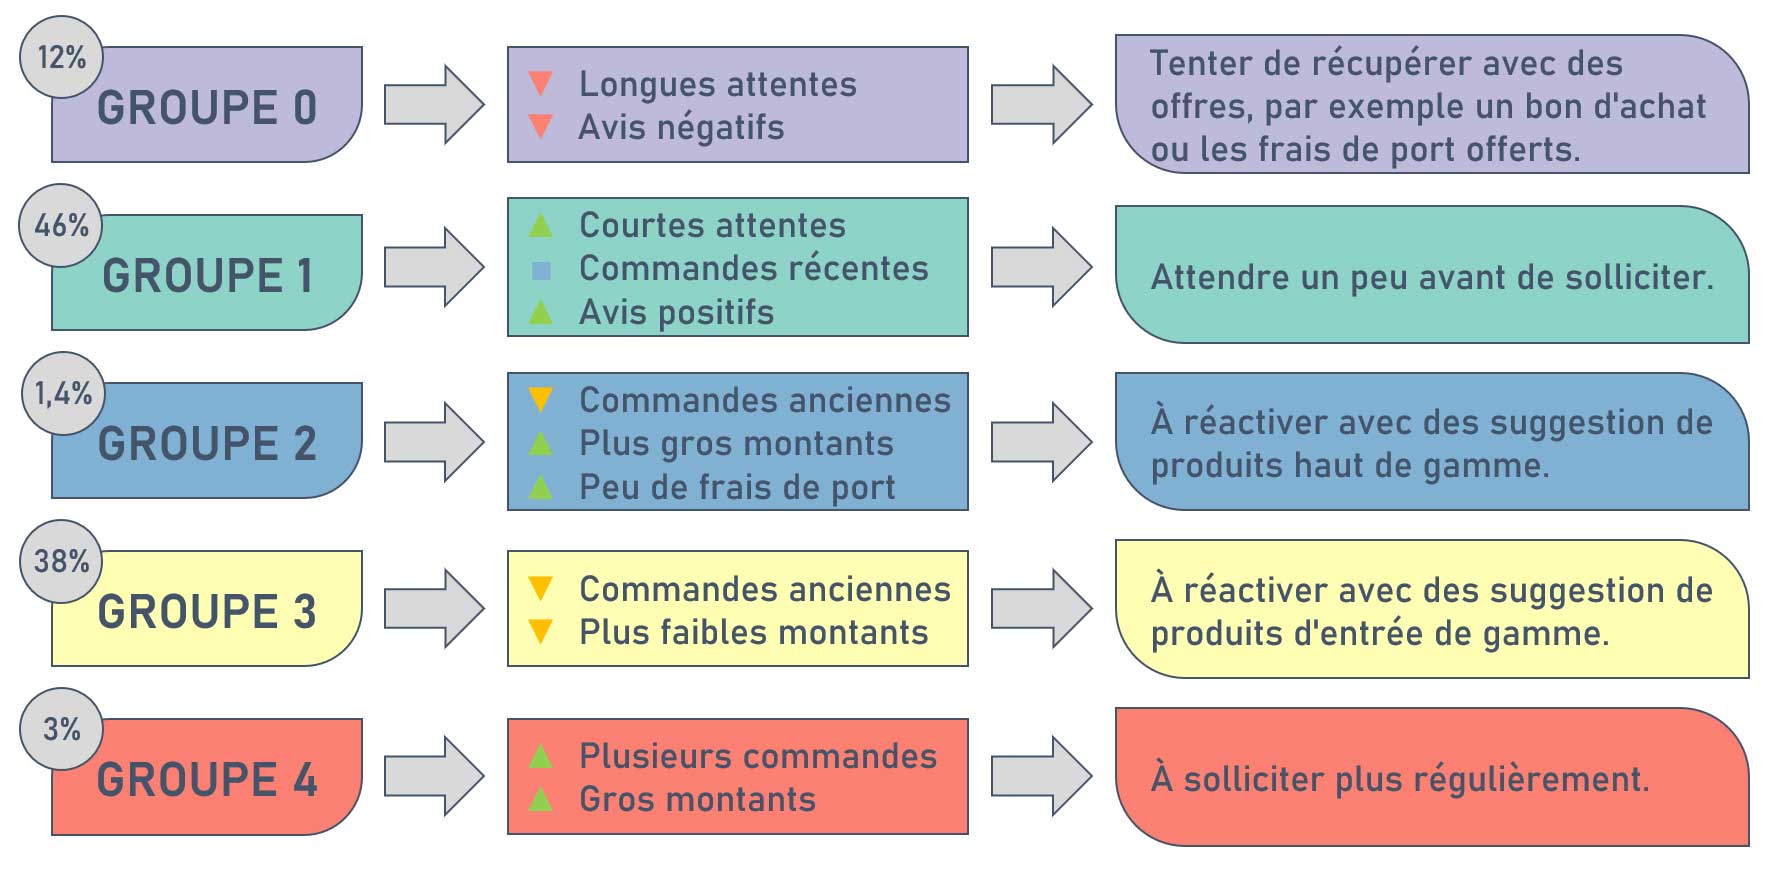 12%
GROUPE 0
Longues attentes
Avis négatifs
Tenter de récupérer avec des
offres, par exemple un bon d'achat
ou les frais de port offerts.
46%
GROUPE 1
Courtes attentes
Commandes récentes
Avis positifs
Attendre un peu avant de solliciter.
1,4%
GROUPE 2
Commandes anciennes
Plus gros montants
Peu de frais de port
À réactiver avec des suggestion de
produits haut de gamme.
38%
GROUPE 3
Commandes anciennes
Plus faibles montants
À réactiver avec des suggestion de
produits d'entrée de gamme.
3%
GROUPE 4
Plusieurs commandes
Gros montants
À solliciter plus régulièrement.